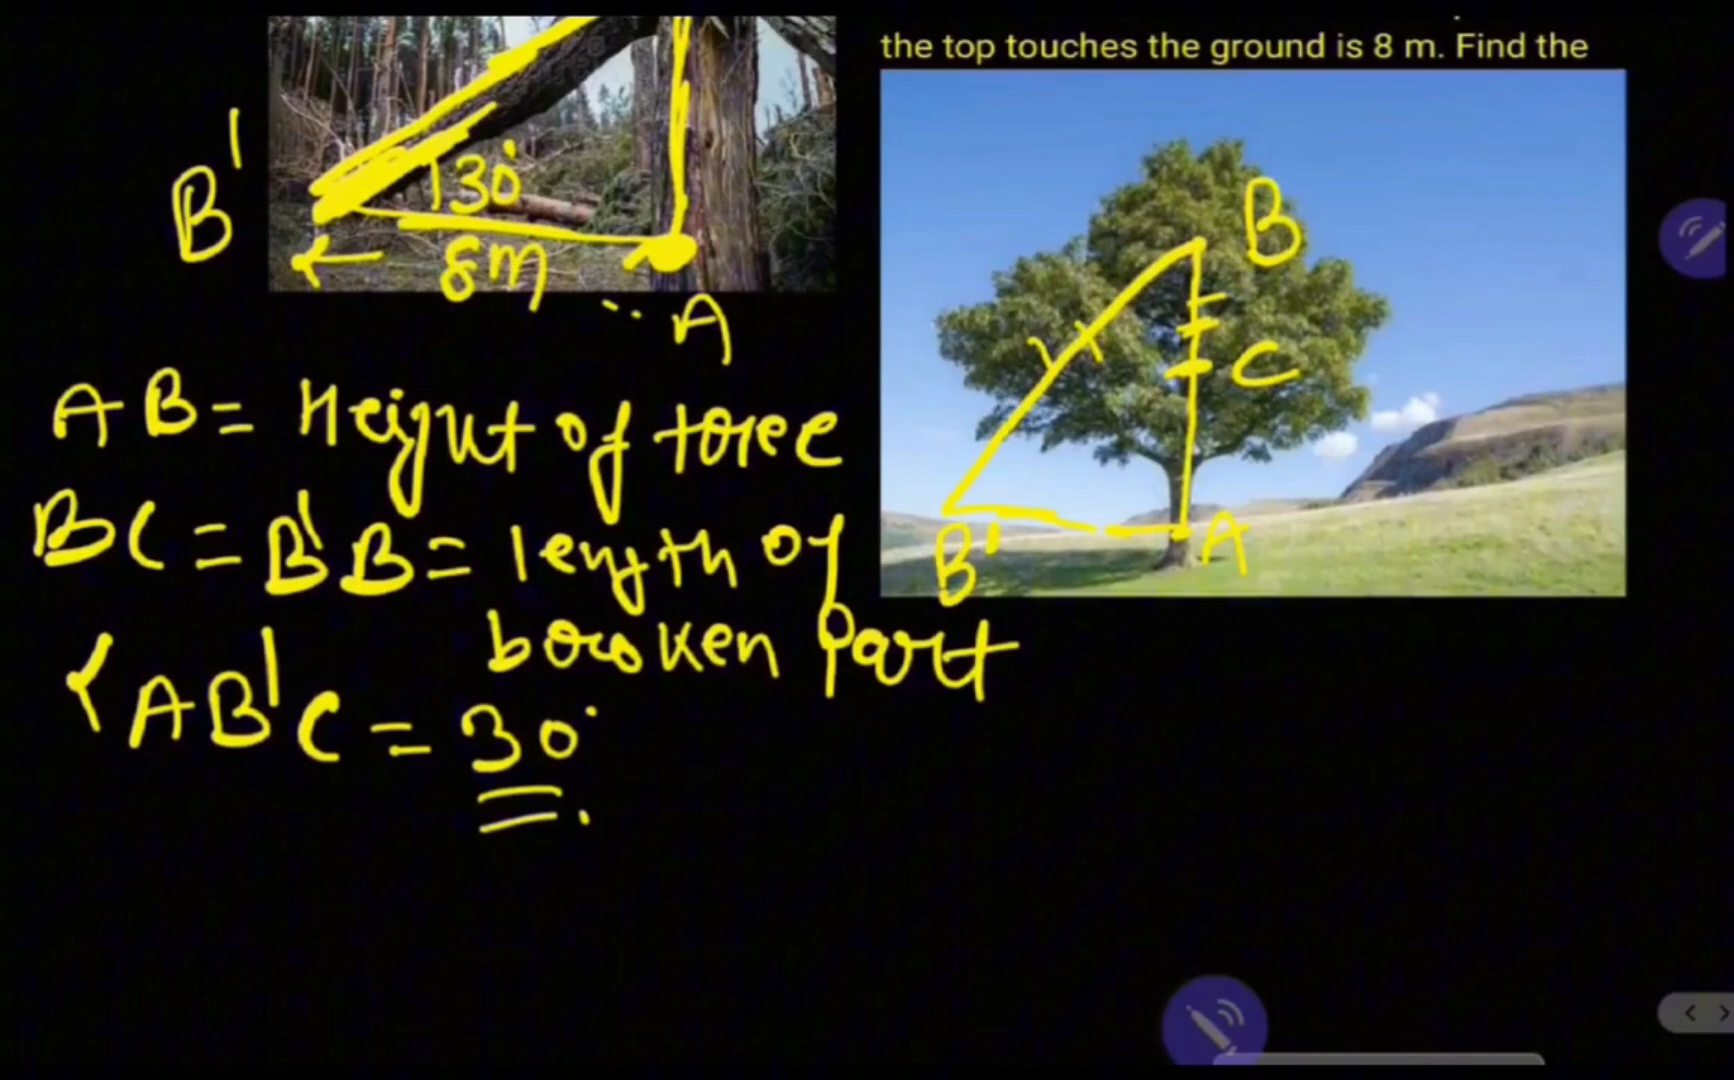 the top touches the ground is 8 m. Find the
B'
30°
8m
A
B
C
B'
A
AB = Height of tree
BC = B'B = length of
broken Part
∠AB'C = 30°